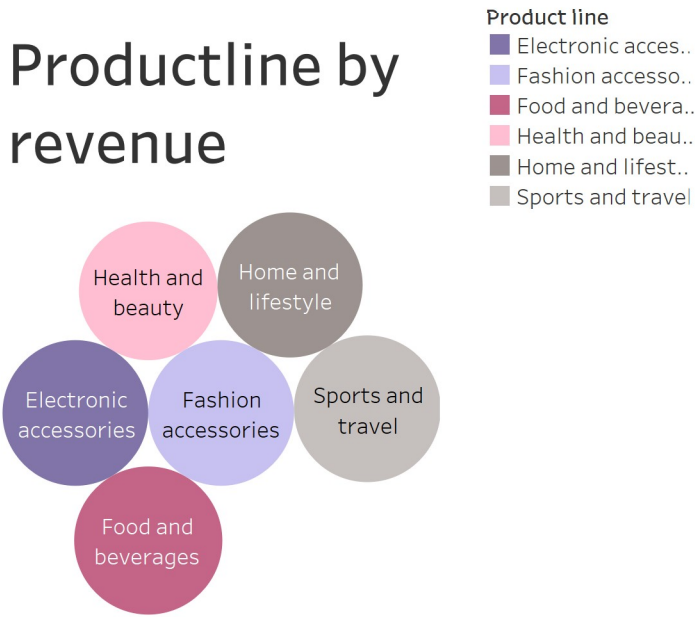 Productline by
revenue
Product line
Electronic acces..
Fashion accesso..
Food and bevera..
Health and beau..
Home and lifest..
Sports and travel
Health and
beauty
Home and
lifestyle
Electronic
accessories
Fashion
accessories
Sports and
travel
Food and
beverages